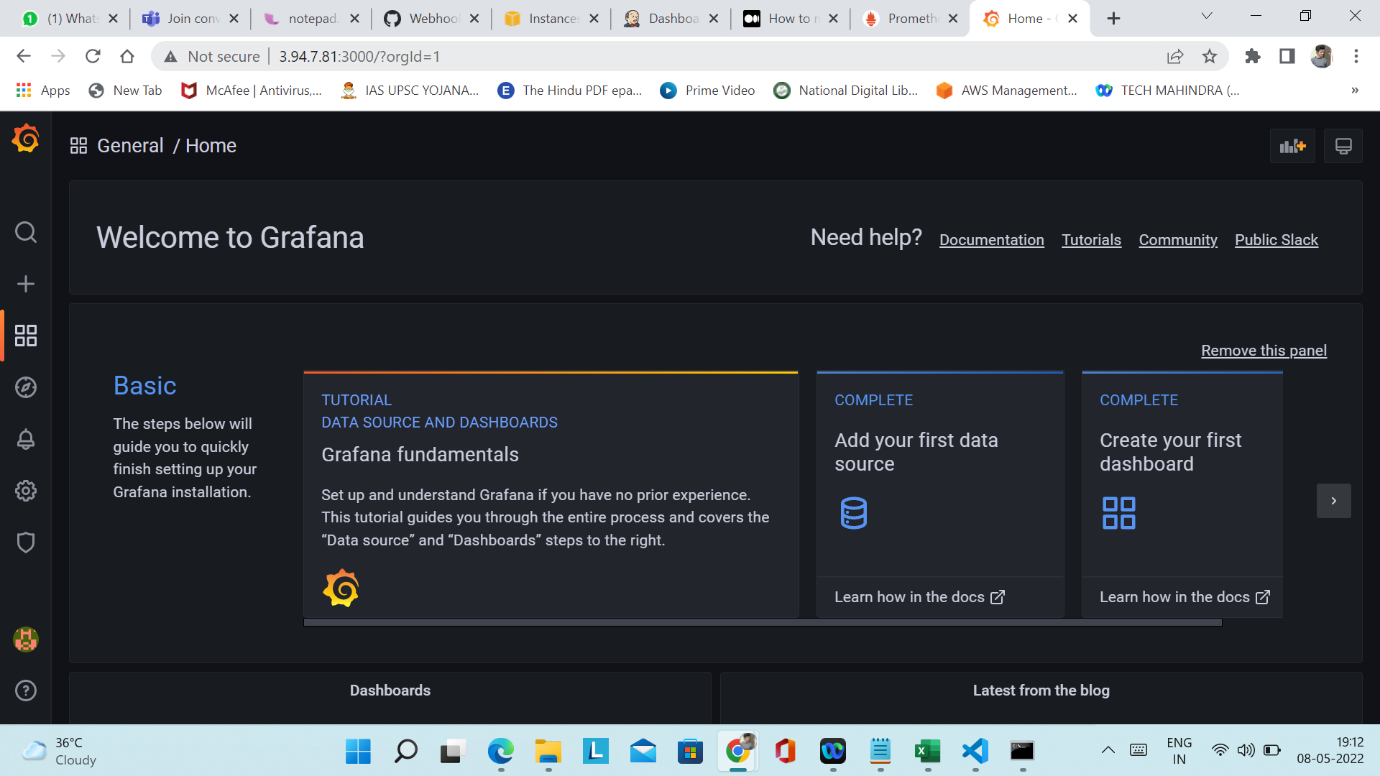 1
(1) Whats
Join conv
notepad.
Webhoo
Instances
Dashboa
How to m
Prometh
Home - G
Not secure
3.94.7.81:3000/?orgId=1
Apps
New Tab
McAfee | Antivirus,...
IAS UPSC YOJANA...
E
The Hindu PDF epa...
Prime Video
National Digital Lib...
AWS Management...
TECH MAHINDRA (...
»
General / Home
Welcome to Grafana
Need help?
Documentation
Tutorials
Community
Public Slack
Remove this panel
Basic
The steps below will
guide you to quickly
finish setting up your
Grafana installation.
TUTORIAL
DATA SOURCE AND DASHBOARDS
Grafana fundamentals
Set up and understand Grafana if you have no prior experience.
This tutorial guides you through the entire process and covers the
“Data source” and “Dashboards” steps to the right.
COMPLETE
Add your first data
source
Learn how in the docs
COMPLETE
Create your first
dashboard
Learn how in the docs
Dashboards
Latest from the blog
36°C
Cloudy
L
ENG
IN
19:12
08-05-2022